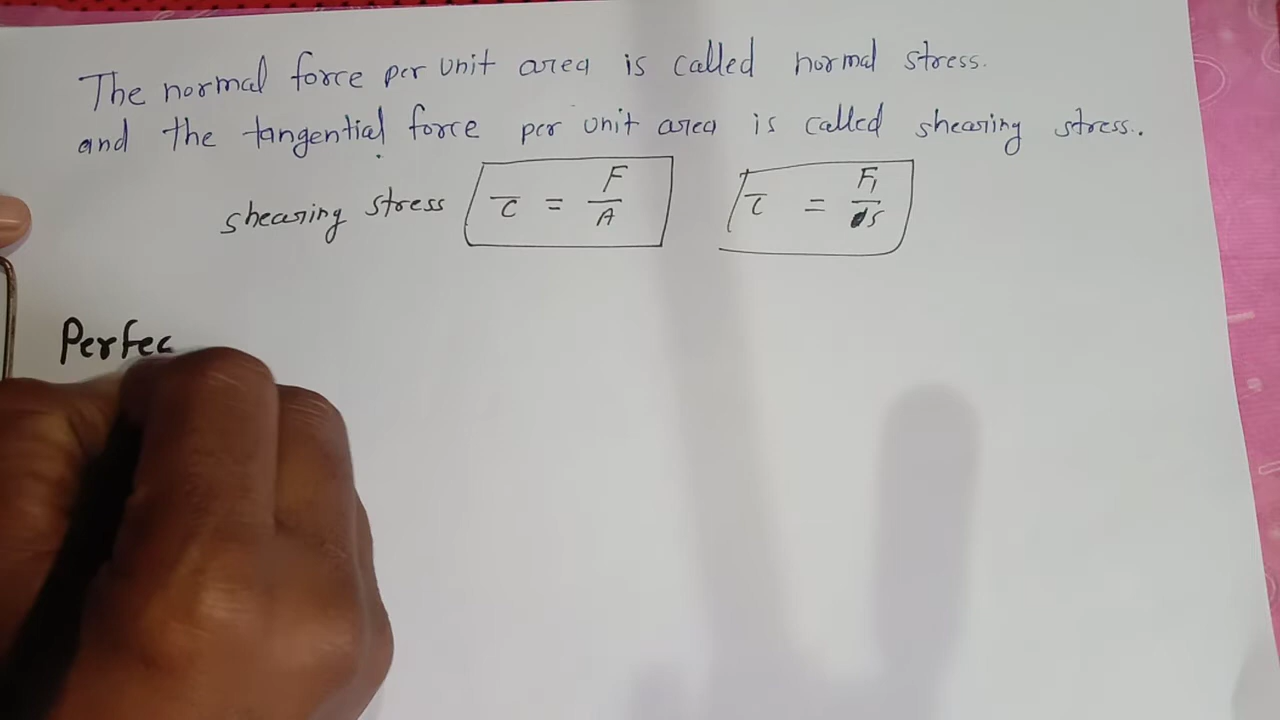 The normal force per unit area is called normal stress.
and the tangential force per unit area is called shearing stress..
shearing stress τ = F/A τ = F₁/ds
Perfec